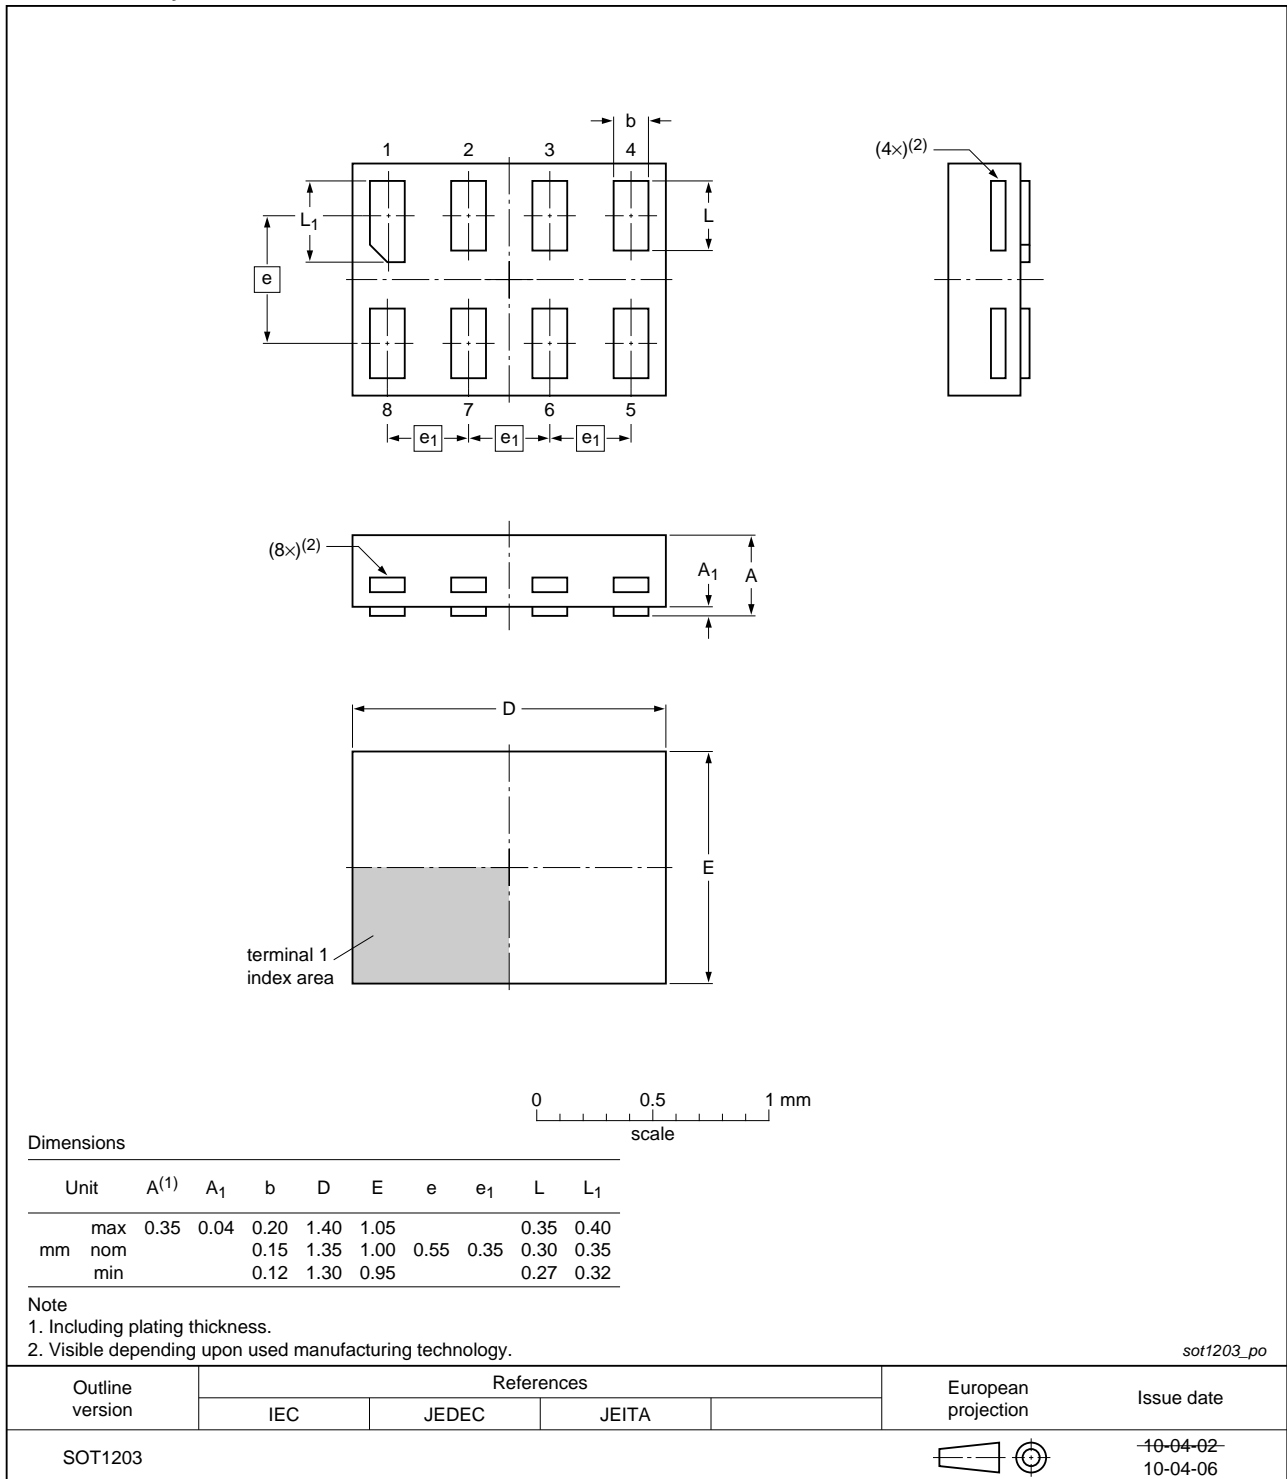 b
1 2 3 4
(4×)(2)
L1
L
e
8 7 6 5
e1 e1 e1
(8×)(2)
A1 A
D
E
terminal 1
index area
0 0.5 1 mm
scale
Dimensions
Unit A(1) A1 b D E e e1 L L1
max 0.35 0.04 0.20 1.40 1.05 0.35 0.40
mm nom 0.15 1.35 1.00 0.55 0.35 0.30 0.35
min 0.12 1.30 0.95 0.27 0.32
Note
1. Including plating thickness.
2. Visible depending upon used manufacturing technology.
sot1203_po
Outline
version
References
IEC JEDEC JEITA
European
projection
Issue date
SOT1203
10-04-02
10-04-06